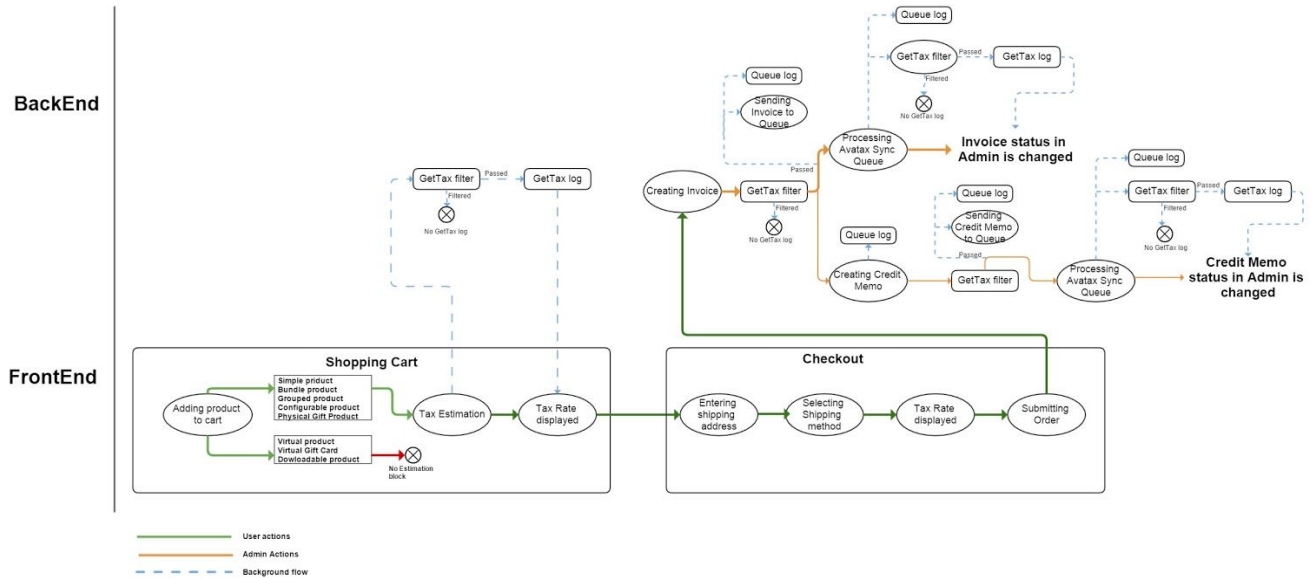 BackEnd
Queue log
GetTax filter
Passed
GetTax log
Filtered
No GetTax log
Queue log
Sending
Invoice to
Queue
Passed
Processing
Avatax Sync
Queue
Invoice status in
Admin is changed
GetTax filter
Passed
GetTax log
Filtered
No GetTax log
Creating Invoice
GetTax filter
Filtered
No GetTax log
Queue log
Creating Credit
Memo
Queue log
Sending
Credit Memo
to Queue
Passed
GetTax filter
Processing
Avatax Sync
Queue
Queue log
GetTax filter
Passed
GetTax log
Filtered
No GetTax log
Credit Memo
status in Admin is
changed
FrontEnd
Shopping Cart
Adding product
to cart
Simple priduct
Bundle product
Grouped product
Configurable product
Physical Gift Product
Virtual product
Virtual Gift Card
Dowloadable product
No Estimation
block
Tax Estimation
Tax Rate
displayed
Checkout
Entering
shipping
address
Selecting
Shipping
method
Tax Rate
displayed
Submitting
Order
User actions
Admin Actions
Background flow